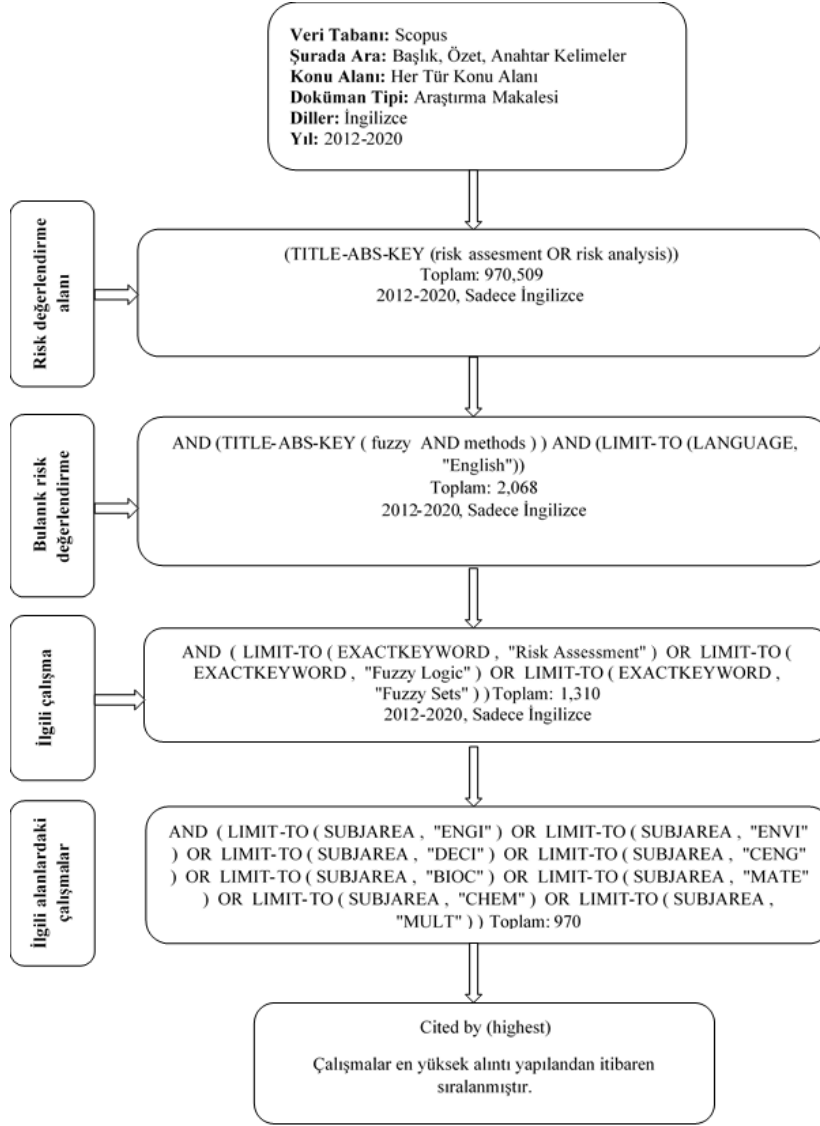 Veri Tabanı: Scopus
Şurada Ara: Başlık, Özet, Anahtar Kelimeler
Konu Alanı: Her Tür Konu Alanı
Doküman Tipi: Araştırma Makalesi
Diller: İngilizce
Yıl: 2012-2020
Risk değerlendirme
alanı
(TITLE-ABS-KEY (risk assesment OR risk analysis))
Toplam: 970,509
2012-2020, Sadece İngilizce
Bulanık risk
değerlendirme
AND (TITLE-ABS-KEY ( fuzzy AND methods ) ) AND (LIMIT-TO (LANGUAGE,
"English"))
Toplam: 2,068
2012-2020, Sadece İngilizce
İlgili çalışma
AND ( LIMIT-TO ( EXACTKEYWORD , "Risk Assessment" ) OR LIMIT-TO (
EXACTKEYWORD , "Fuzzy Logic" ) OR LIMIT-TO ( EXACTKEYWORD ,
"Fuzzy Sets" ) )Toplam: 1,310
2012-2020, Sadece İngilizce
İlgili alanlardaki
çalışmalar
AND ( LIMIT-TO ( SUBJAREA , "ENGI") OR LIMIT-TO ( SUBJAREA , "ENVI"
) OR LIMIT-TO ( SUBJAREA , "DECI") OR LIMIT-TO ( SUBJAREA , "CENG"
) OR LIMIT-TO ( SUBJAREA , "BIOC") OR LIMIT-TO ( SUBJAREA , "MATE"
) OR LIMIT-TO ( SUBJAREA , "CHEM") OR LIMIT-TO ( SUBJAREA ,
"MULT" ) ) Toplam: 970
Cited by (highest)
Çalışmalar en yüksek alıntı yapılandan itibaren
sıralanmıştır.